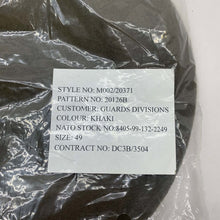 STYLE NO: M002/20371
PATTERN NO: 20126B
CUSTOMER: GUARDS DIVISIONS
COLOUR: KHAKI
NATO STOCK NO:8405-99-132-2249
SIZE: 49
CONTRACT NO: DC3B/3504